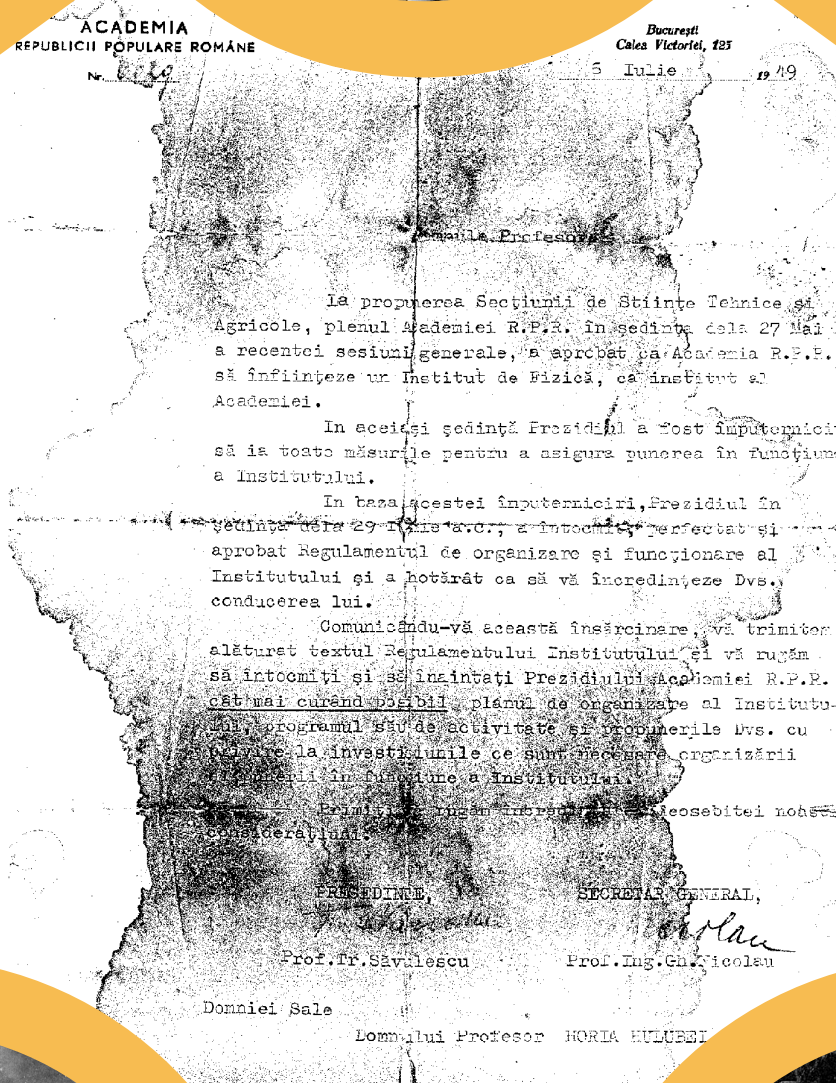 ACADEMIA
REPUBLICII POPULARE ROMÂNE
Nr.
București
Calea Victoriei, 125
5 Iulie 1949
Domnule Profesor,
La propunerea Secțiunii de Stiințe Tehnice și
Agricole, plenul Academiei R.P.R. în ședința dela 27 Mai
a recentei sesiuni generale, a aprobat ca Academia R.P.R.
să înființeze un Institut de Fizică, ca institut al
Academiei.
In aceiași ședință Prezidiul a fost împuternici
să ia toate măsurile pentru a asigura punerea în funcțiune
a Institutului.
In baza acestei împuterniciri, Prezidiul în
ședința dela 29 a.c., a întocmit, perfectat și
aprobat Regulamentul de organizare și funcționare al
Institutului și a hotărât ca să vă încredințeze Dvs.
conducerea lui.
Comunicându-vă această însărcinare, vă trimitem
alăturat textul Regulamentului Institutului și vă rugăm
să întocmiți și să înaintați Prezidiului Academiei R.P.R.
cât mai curând posibil planul de organizare al Institutu-
lui, programul său de activitate și propunerile Dvs. cu
privire la investițiunile ce sunt necesare organizării
punerii în funcțiune a Institutului.
Primiți rugăm deosebitei noastre
considerațiuni.
PRESEDINTE,
SECRETAR GENERAL,
Nicolau
Prof.Tr.Săvulescu
Prof.Ing.Gh.Nicolau
Domniei Sale
Domnului Profesor HORIA HULUBEI